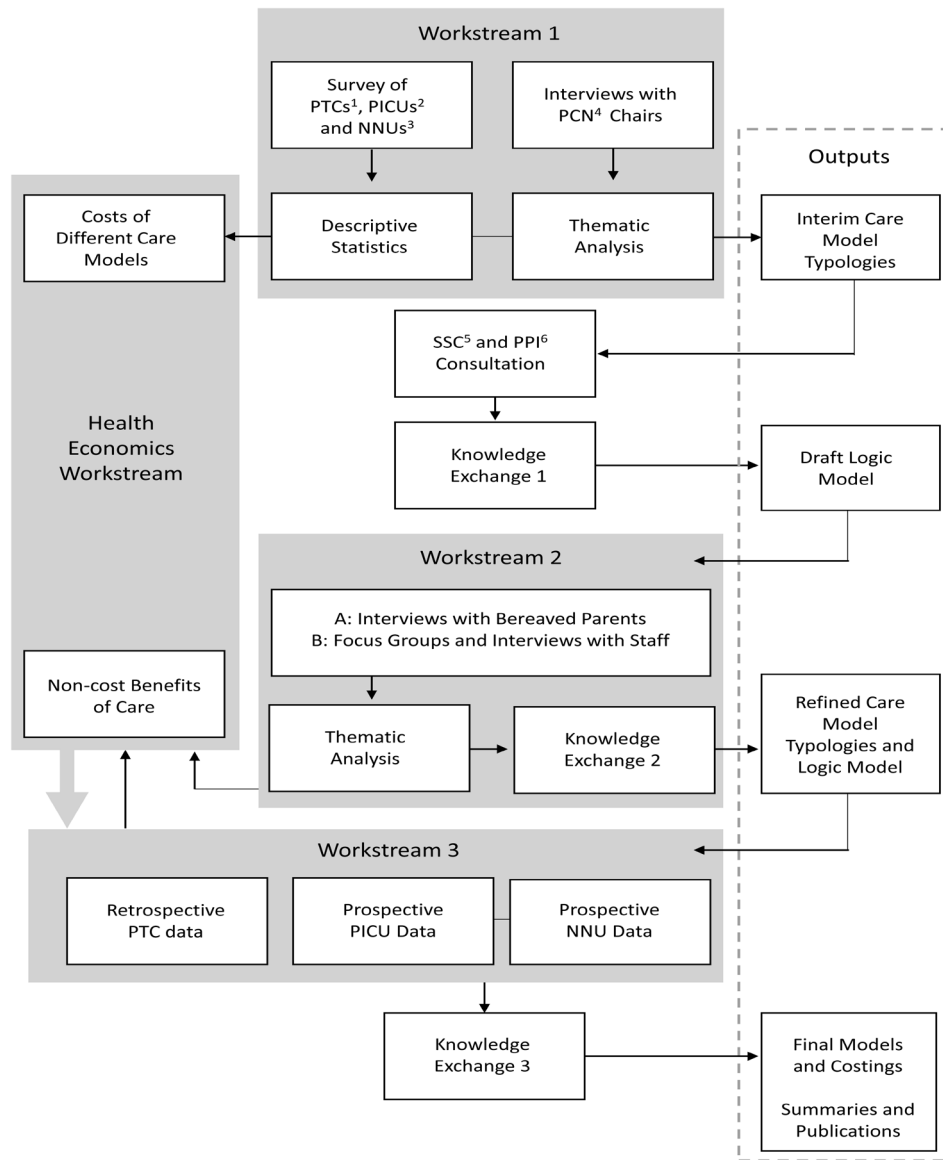 Workstream 1
Survey of
PTCs¹, PICUs²
and NNUs³
Interviews with
PCN⁴ Chairs
Outputs
Costs of
Different Care
Models
Descriptive
Statistics
Thematic
Analysis
Interim Care
Model
Typologies
SSC⁵ and PPI⁶
Consultation
Health
Economics
Workstream
Knowledge
Exchange 1
Draft Logic
Model
Workstream 2
A: Interviews with Bereaved Parents
B: Focus Groups and Interviews with Staff
Non-cost Benefits
of Care
Thematic
Analysis
Knowledge
Exchange 2
Refined Care
Model
Typologies and
Logic Model
Workstream 3
Retrospective
PTC data
Prospective
PICU Data
Prospective
NNU Data
Knowledge
Exchange 3
Final Models
and Costings
Summaries and
Publications